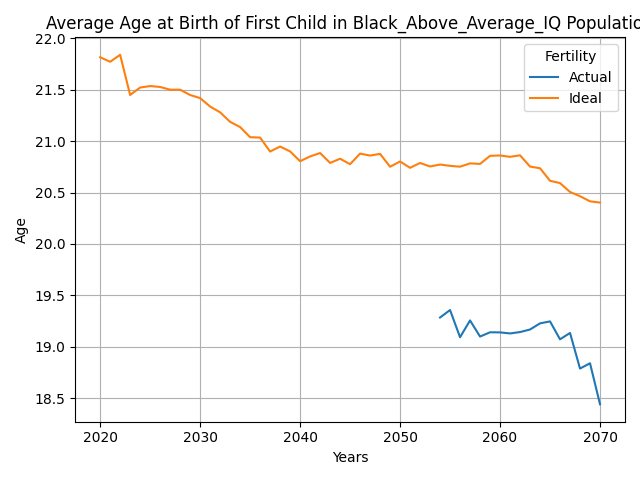 Average Age at Birth of First Child in Black_Above_Average_IQ Populatio
22.0
21.5
21.0
20.5
20.0
19.5
19.0
18.5
Age
Fertility
Actual
Ideal
2020 2030 2040 2050 2060 2070
Years